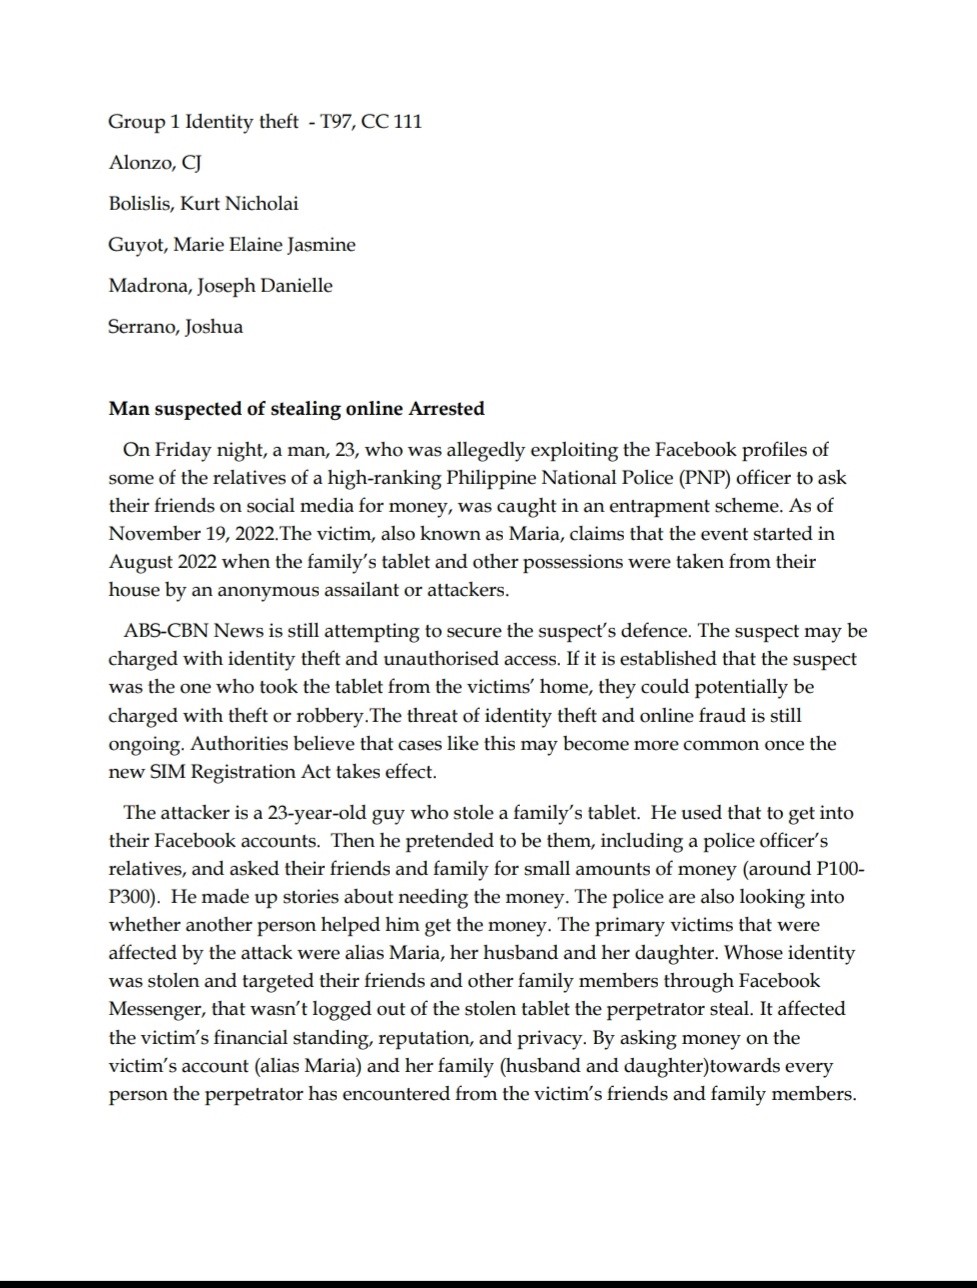 Group 1 Identity theft  - T97, CC 111
Alonzo, CJ
Bolislis, Kurt Nicholai
Guyot, Marie Elaine Jasmine
Madrona, Joseph Danielle
Serrano, Joshua
Man suspected of stealing online Arrested
On Friday night, a man, 23, who was allegedly exploiting the Facebook profiles of
some of the relatives of a high-ranking Philippine National Police (PNP) officer to ask
their friends on social media for money, was caught in an entrapment scheme. As of
November 19, 2022.The victim, also known as Maria, claims that the event started in
August 2022 when the family’s tablet and other possessions were taken from their
house by an anonymous assailant or attackers.
ABS-CBN News is still attempting to secure the suspect’s defence. The suspect may be
charged with identity theft and unauthorised access. If it is established that the suspect
was the one who took the tablet from the victims’ home, they could potentially be
charged with theft or robbery.The threat of identity theft and online fraud is still
ongoing. Authorities believe that cases like this may become more common once the
new SIM Registration Act takes effect.
The attacker is a 23-year-old guy who stole a family’s tablet.  He used that to get into
their Facebook accounts.  Then he pretended to be them, including a police officer’s
relatives, and asked their friends and family for small amounts of money (around P100-
P300).  He made up stories about needing the money. The police are also looking into
whether another person helped him get the money. The primary victims that were
affected by the attack were alias Maria, her husband and her daughter. Whose identity
was stolen and targeted their friends and other family members through Facebook
Messenger, that wasn’t logged out of the stolen tablet the perpetrator steal. It affected
the victim’s financial standing, reputation, and privacy. By asking money on the
victim’s account (alias Maria) and her family (husband and daughter)towards every
person the perpetrator has encountered from the victim’s friends and family members.